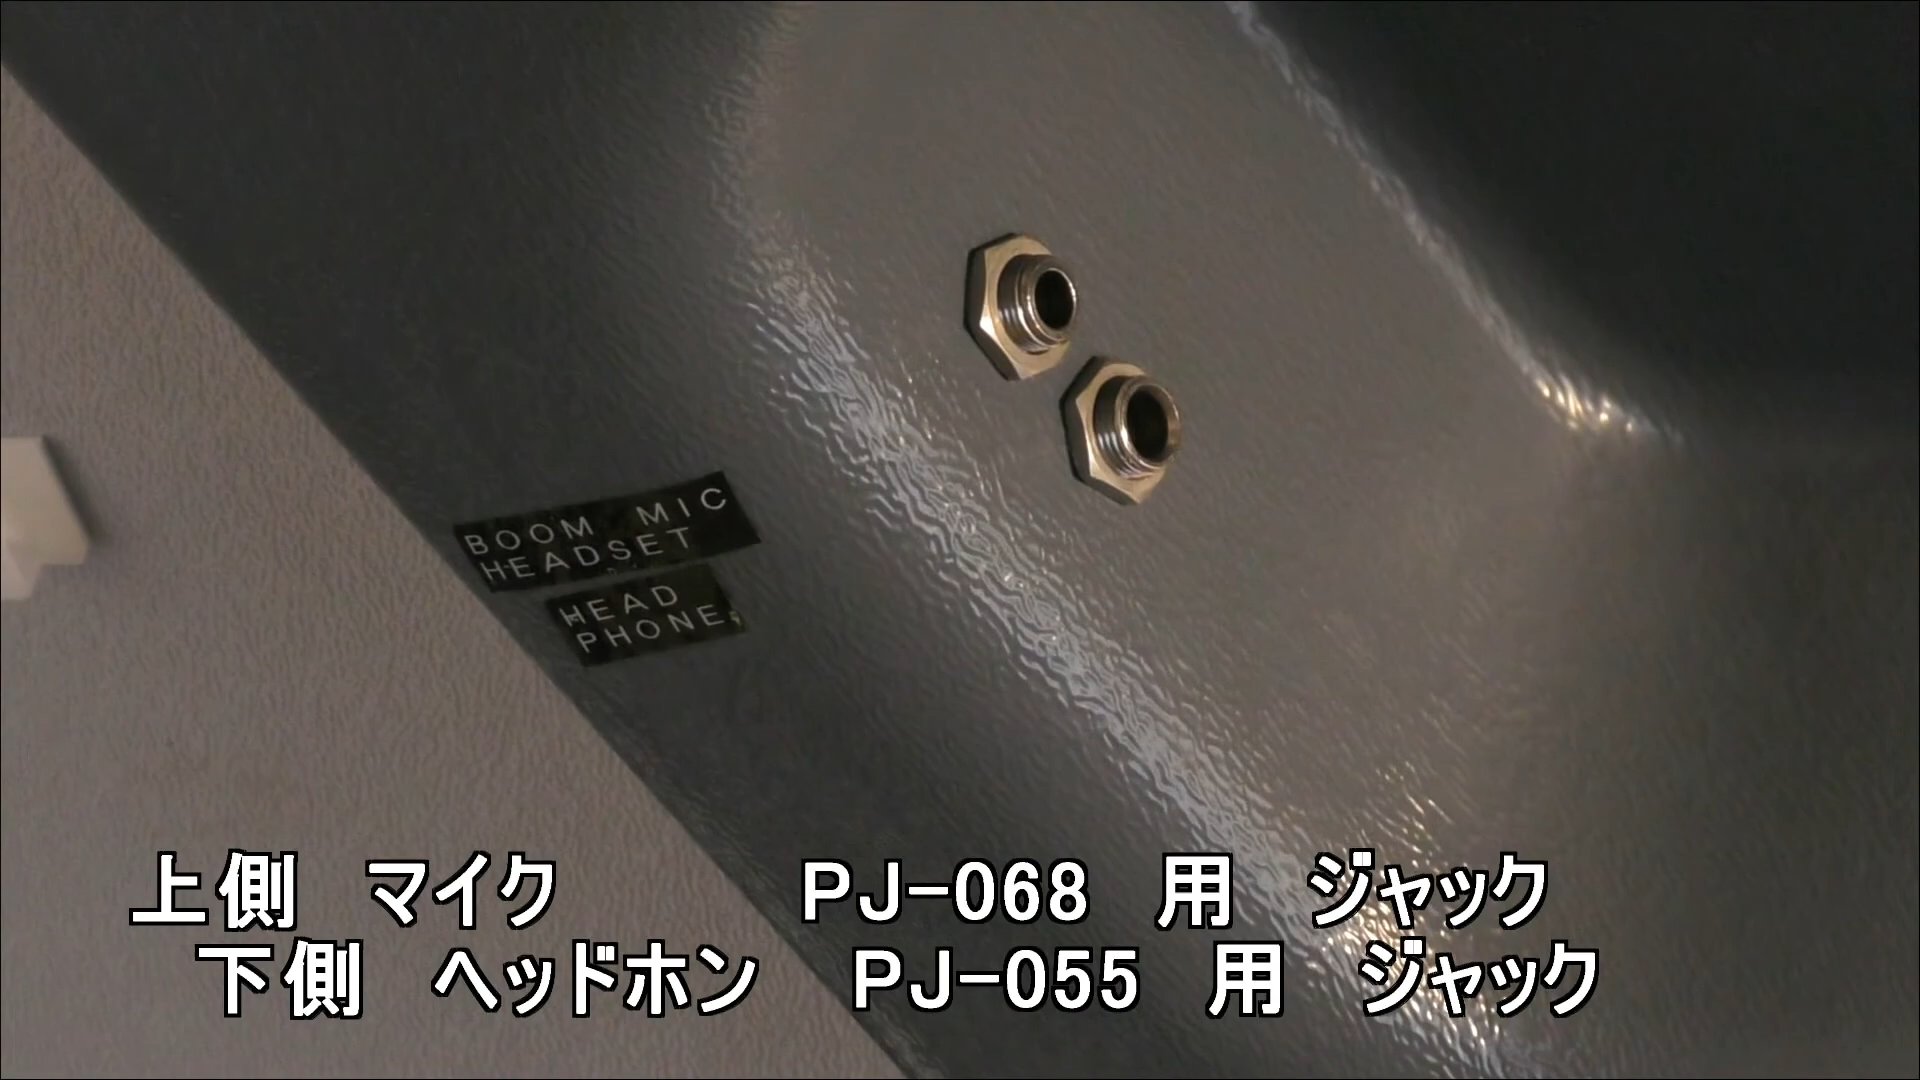 BOOM MIC
HEADSET
HEAD
PHONE
上側 マイク PJ-068 用 ジャック
下側 ヘッドホン PJ-055 用 ジャック